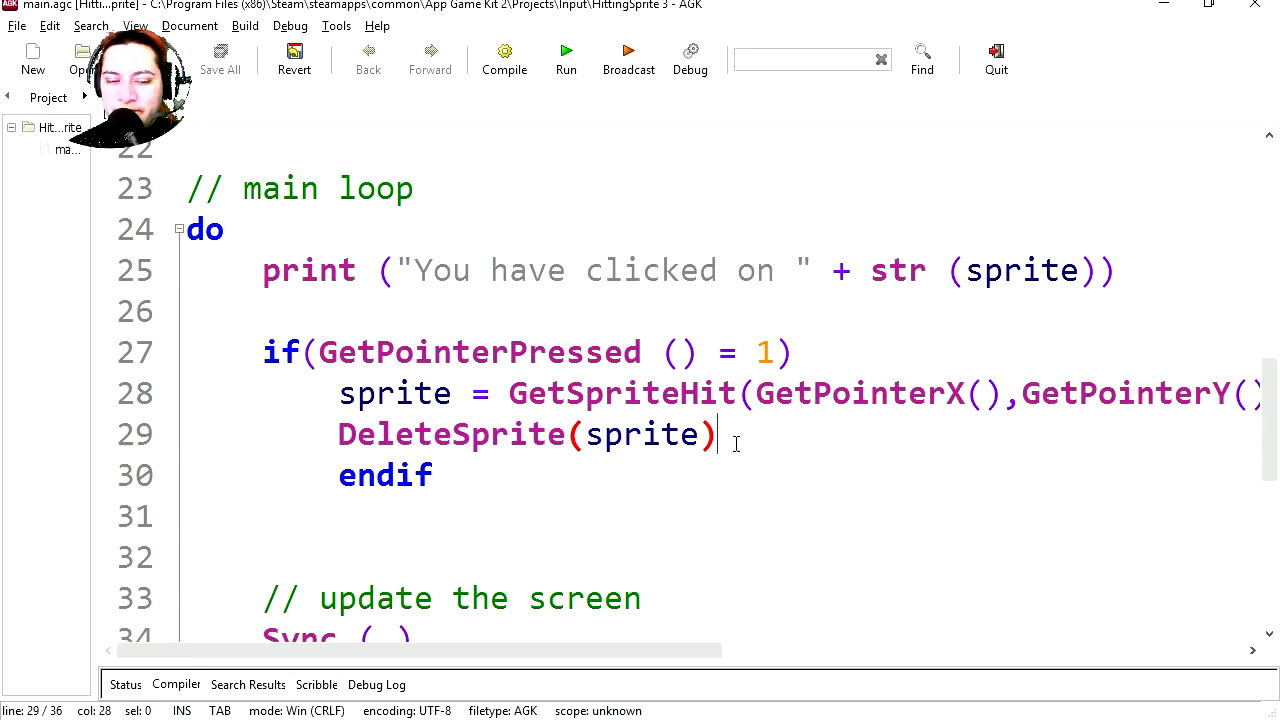 main.agc [Hitti...prite] - C:\Program Files (x86)\Steam\steamapps\common\App Game Kit 2\Projects\Input\HittingSprite 3 - AGK
File Edit Search View Document Build Debug Tools Help
New Save All Revert Back Forward Compile Run Broadcast Debug Find Quit
Project
Hit...rite
ma...
22
23 // main loop
24 do
25 print ("You have clicked on " + str (sprite))
26
27 if(GetPointerPressed () = 1)
28 sprite = GetSpriteHit(GetPointerX(),GetPointerY()
29 DeleteSprite(sprite)
30 endif
31
32
33 // update the screen
34 Sync ( )
Status Compiler Search Results Scribble Debug Log
line: 29 / 36 col: 28 sel: 0 INS TAB mode: Win (CRLF) encoding: UTF-8 filetype: AGK scope: unknown